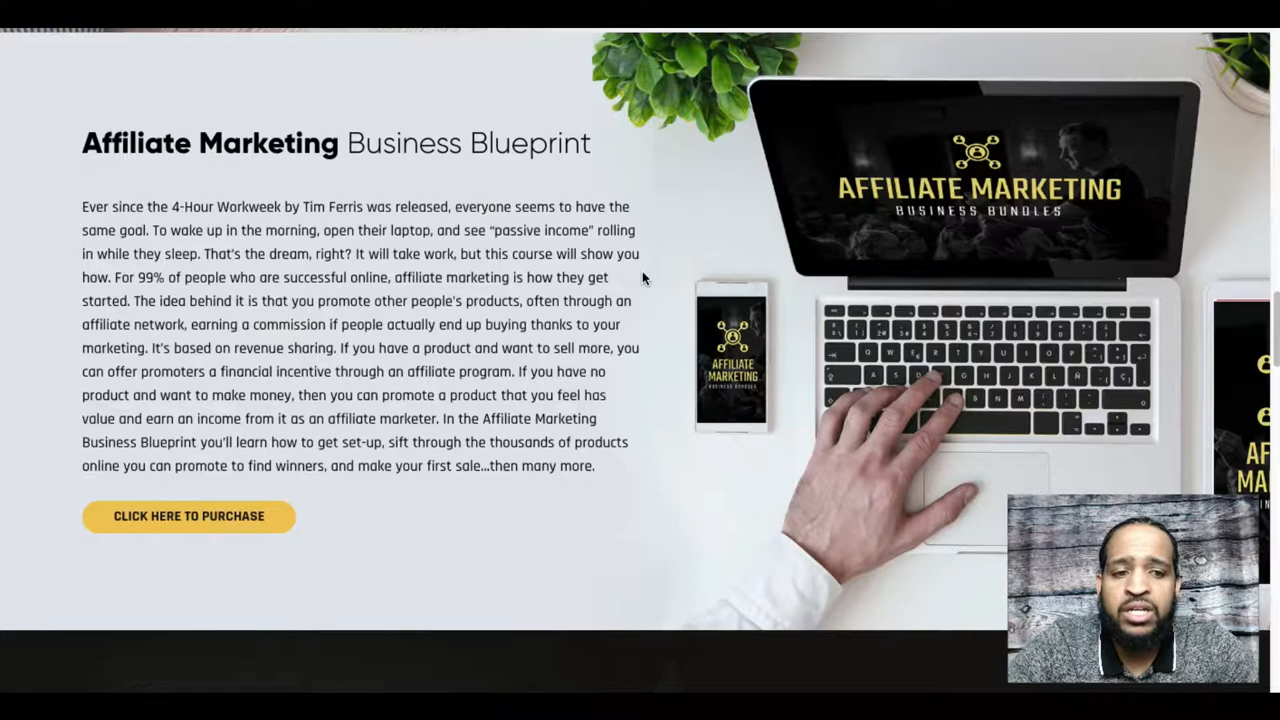 Affiliate Marketing Business Blueprint
Ever since the 4-Hour Workweek by Tim Ferris was released, everyone seems to have the
same goal. To wake up in the morning, open their laptop, and see “passive income” rolling
in while they sleep. That's the dream, right? It will take work, but this course will show you
how. For 99% of people who are successful online, affiliate marketing is how they get
started. The idea behind it is that you promote other people's products, often through an
affiliate network, earning a commission if people actually end up buying thanks to your
marketing. It's based on revenue sharing. If you have a product and want to sell more, you
can offer promoters a financial incentive through an affiliate program. If you have no
product and want to make money, then you can promote a product that you feel has
value and earn an income from it as an affiliate marketer. In the Affiliate Marketing
Business Blueprint you'll learn how to get set-up, sift through the thousands of products
online you can promote to find winners, and make your first sale...then many more.
CLICK HERE TO PURCHASE
AFFILIATE MARKETING
BUSINESS BUNDLES
AFFILIATE
MARKETING
BUSINESS BUNDLES
AF
MA